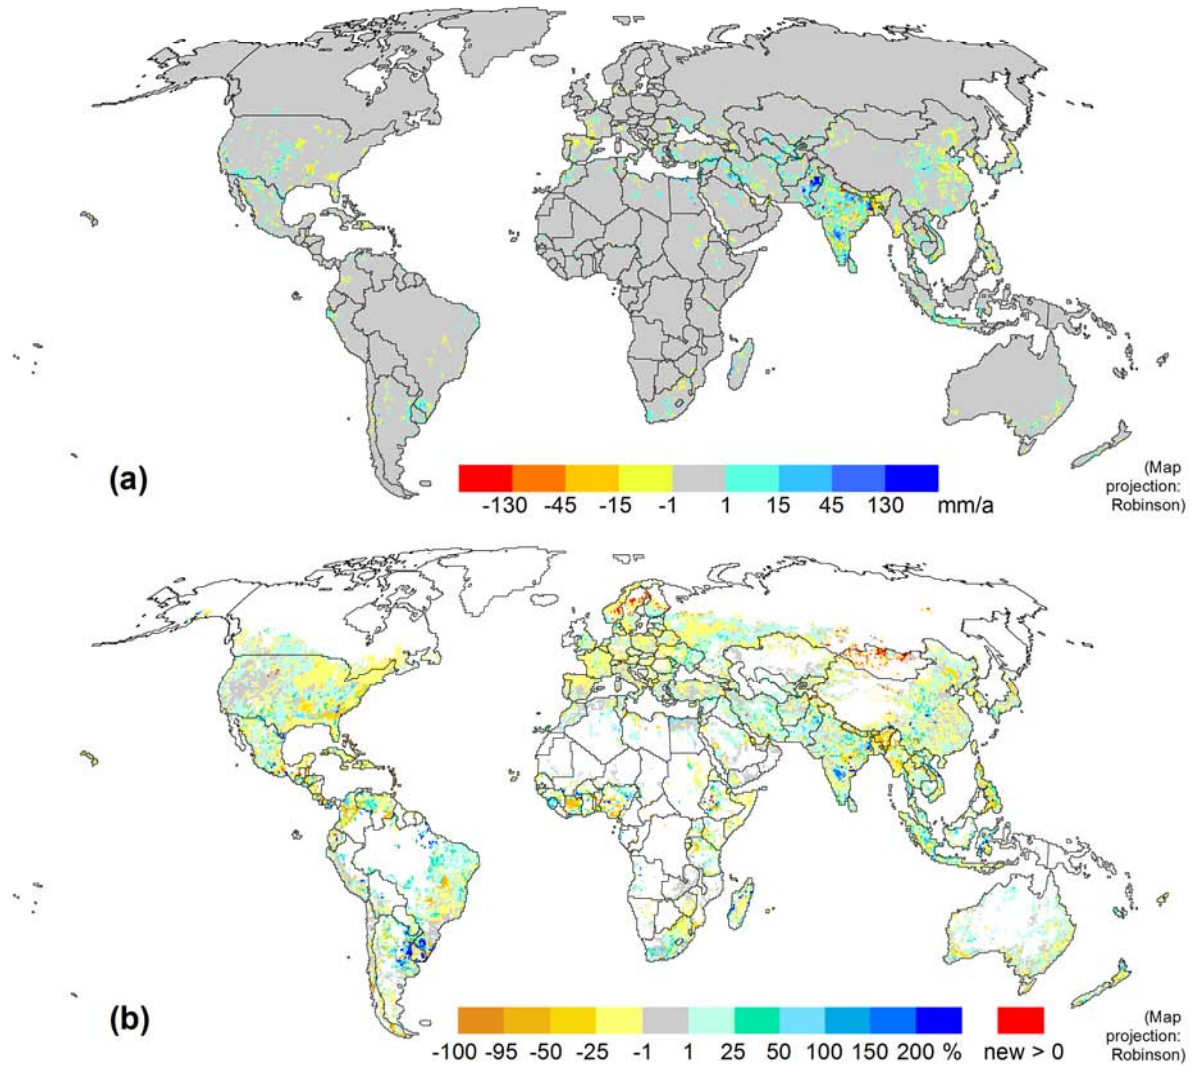 (a)
-130 -45 -15 -1 1 15 45 130 mm/a
(Map
projection:
Robinson)
(b)
-100 -95 -50 -25 -1 1 25 50 100 150 200 % new > 0
(Map
projection:
Robinson)